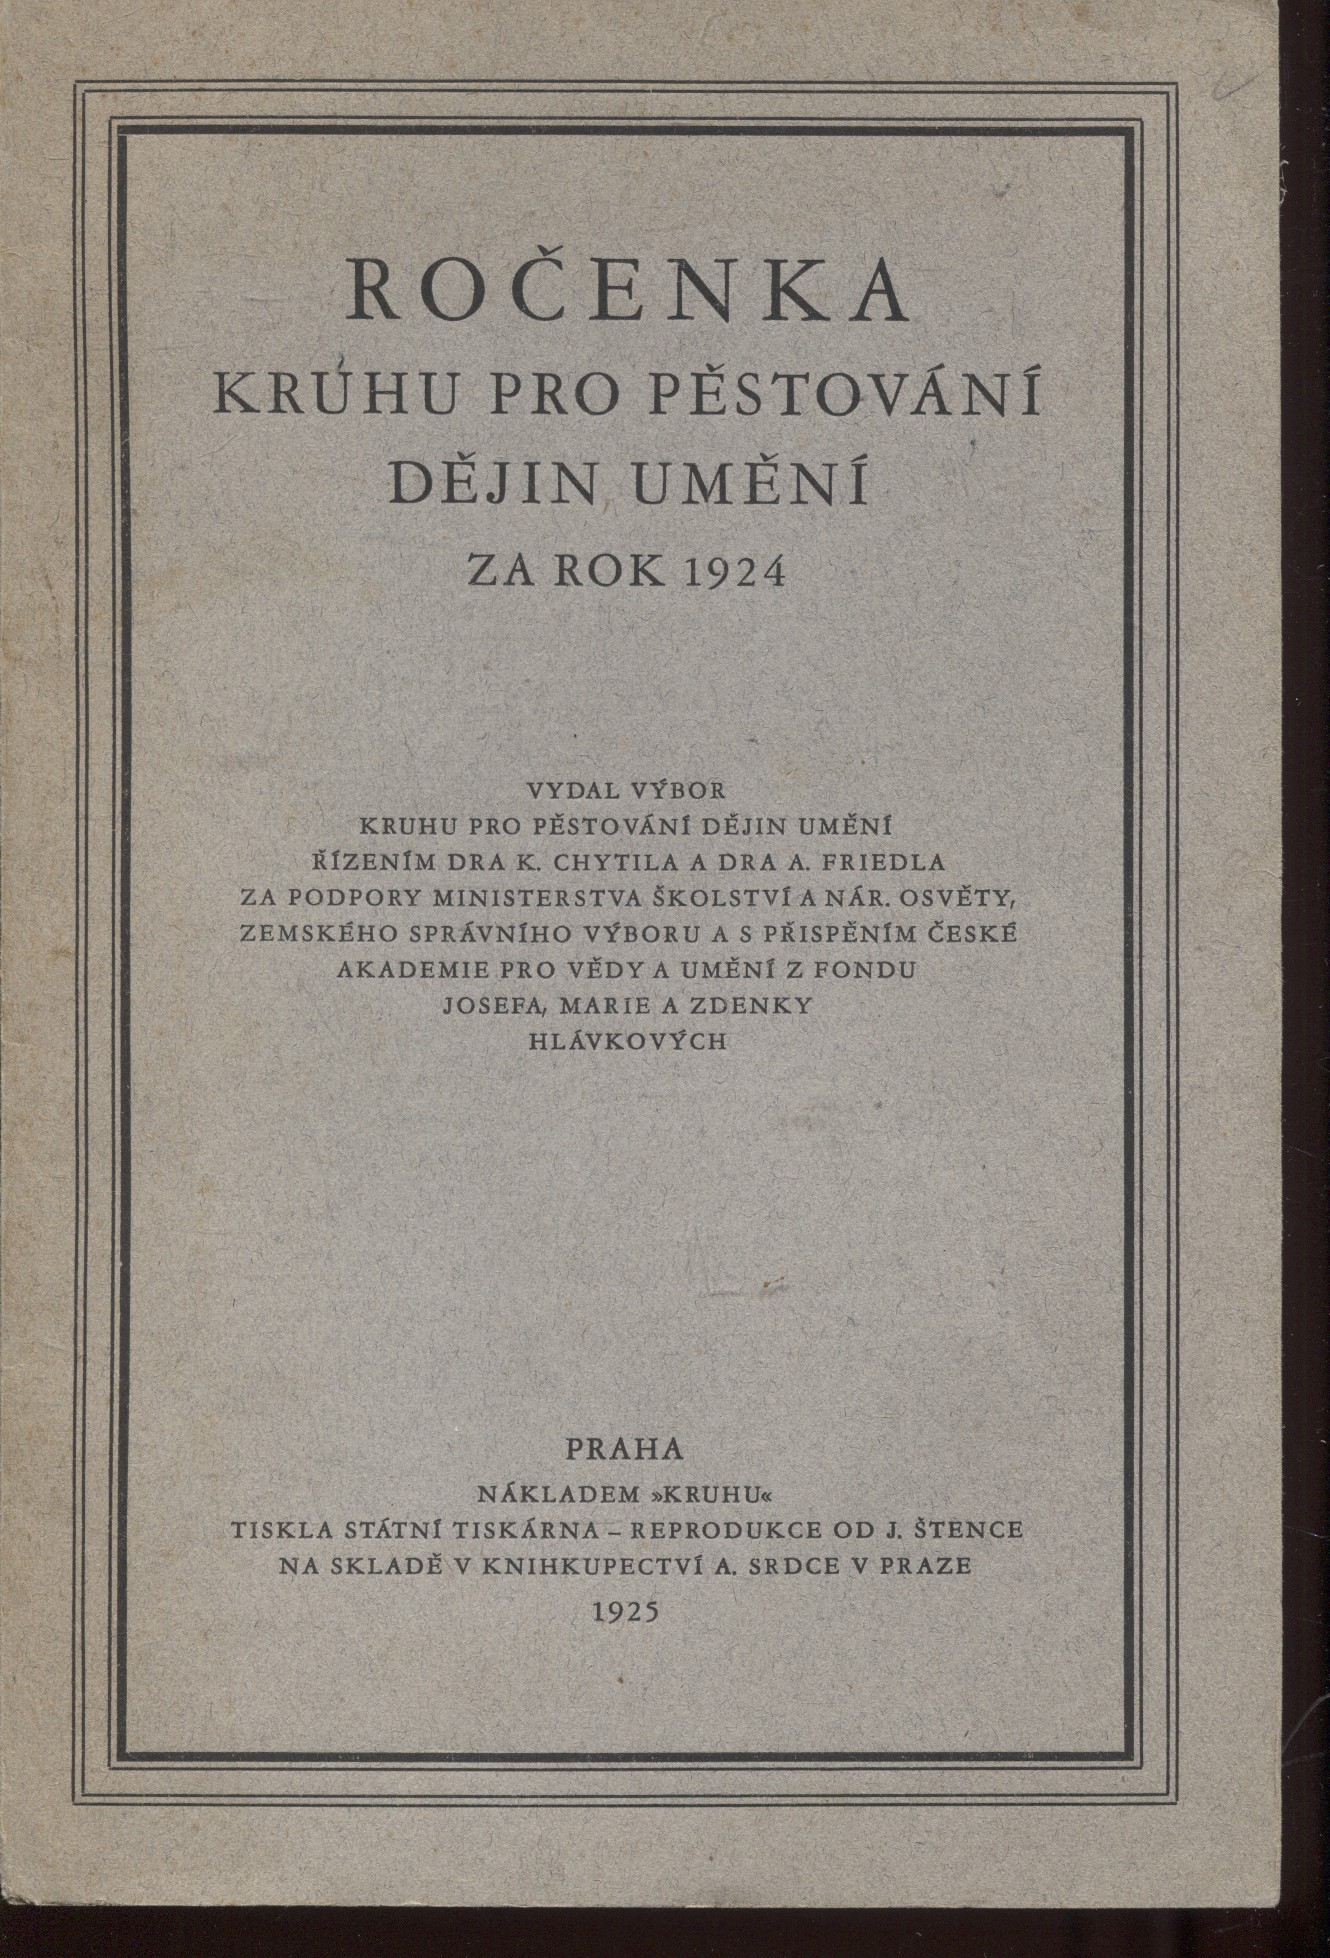 ROČENKA
KRUHU PRO PĚSTOVÁNÍ
DĚJIN UMĚNÍ
ZA ROK 1924
VYDAL VÝBOR
KRUHU PRO PĚSTOVÁNÍ DĚJIN UMĚNÍ
ŘÍZENÍM DRA K. CHYTILA A DRA A. FRIEDLA
ZA PODPORY MINISTERSTVA ŠKOLSTVÍ A NÁR. OSVĚTY,
ZEMSKÉHO SPRÁVNÍHO VÝBORU A S PŘISPĚNÍM ČESKÉ
AKADEMIE PRO VĚDY A UMĚNÍ Z FONDU
JOSEFA, MARIE A ZDENKY
HLÁVKOVÝCH
PRAHA
NÁKLADEM »KRUHU«
TISKLA STÁTNÍ TISKÁRNA – REPRODUKCE OD J. ŠTENCE
NA SKLADĚ V KNIHKUPECTVÍ A. SRDCE V PRAZE
1925